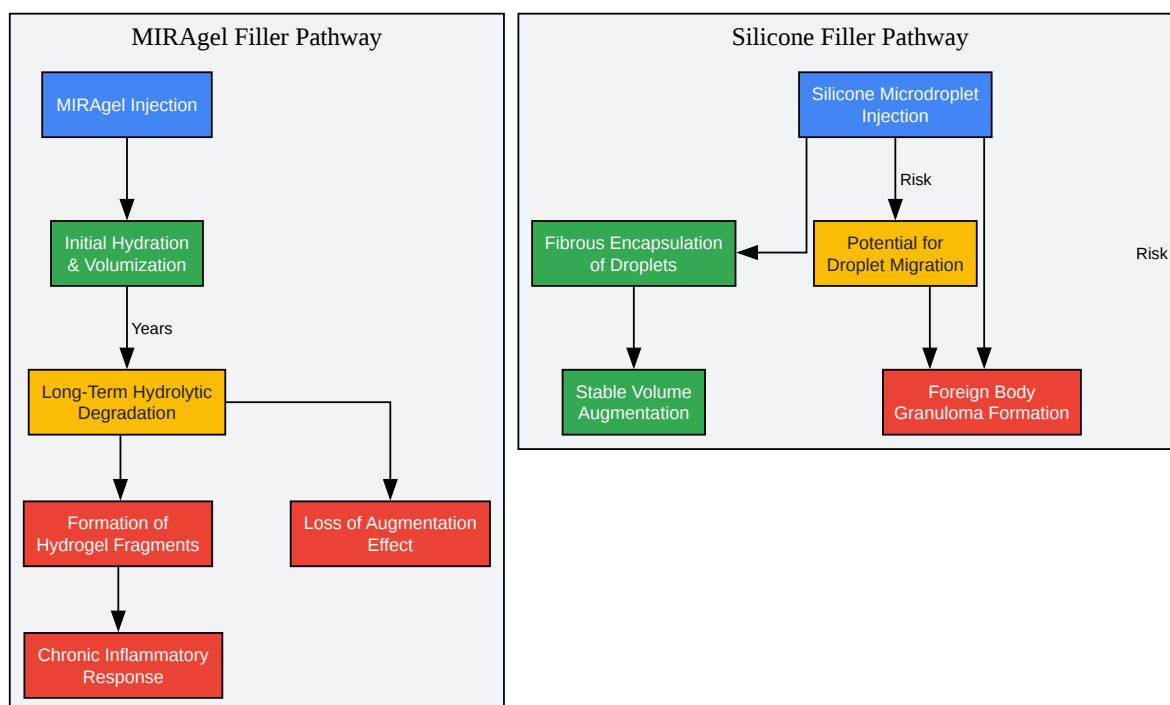 MIRAgel Filler Pathway
MIRAgel Injection
Initial Hydration
& Volumization
Years
Long-Term Hydrolytic
Degradation
Formation of
Hydrogel Fragments
Loss of Augmentation
Effect
Chronic Inflammatory
Response
Silicone Filler Pathway
Silicone Microdroplet
Injection
Risk
Fibrous Encapsulation
of Droplets
Potential for
Droplet Migration
Risk
Stable Volume
Augmentation
Foreign Body
Granuloma Formation